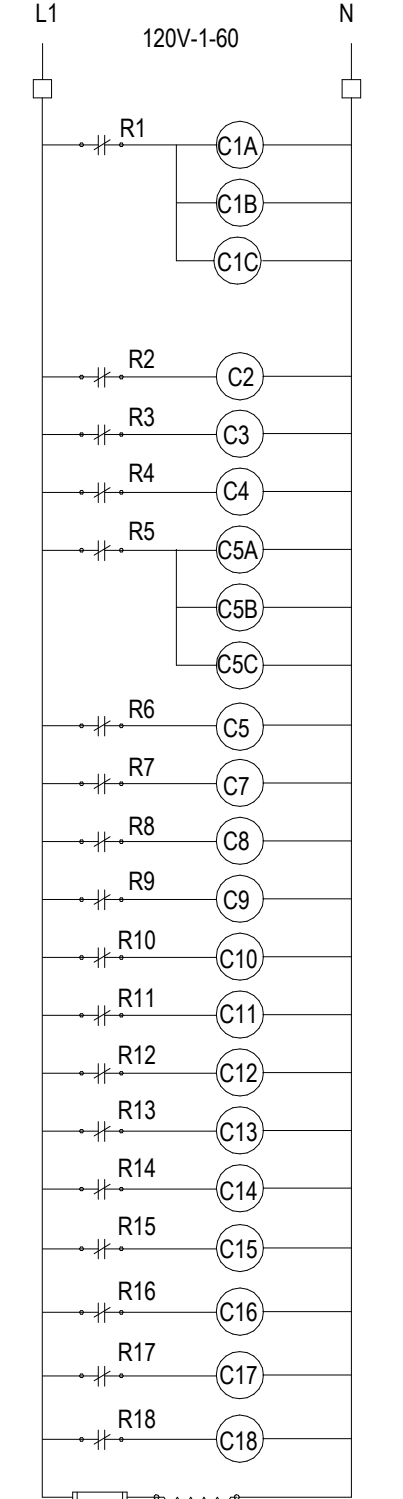 L1 N
120V-1-60
R1 C1A
C1B
C1C
R2 C2
R3 C3
R4 C4
R5 C5A
C5B
C5C
R6 C5
R7 C7
R8 C8
R9 C9
R10 C10
R11 C11
R12 C12
R13 C13
R14 C14
R15 C15
R16 C16
R17 C17
R18 C18